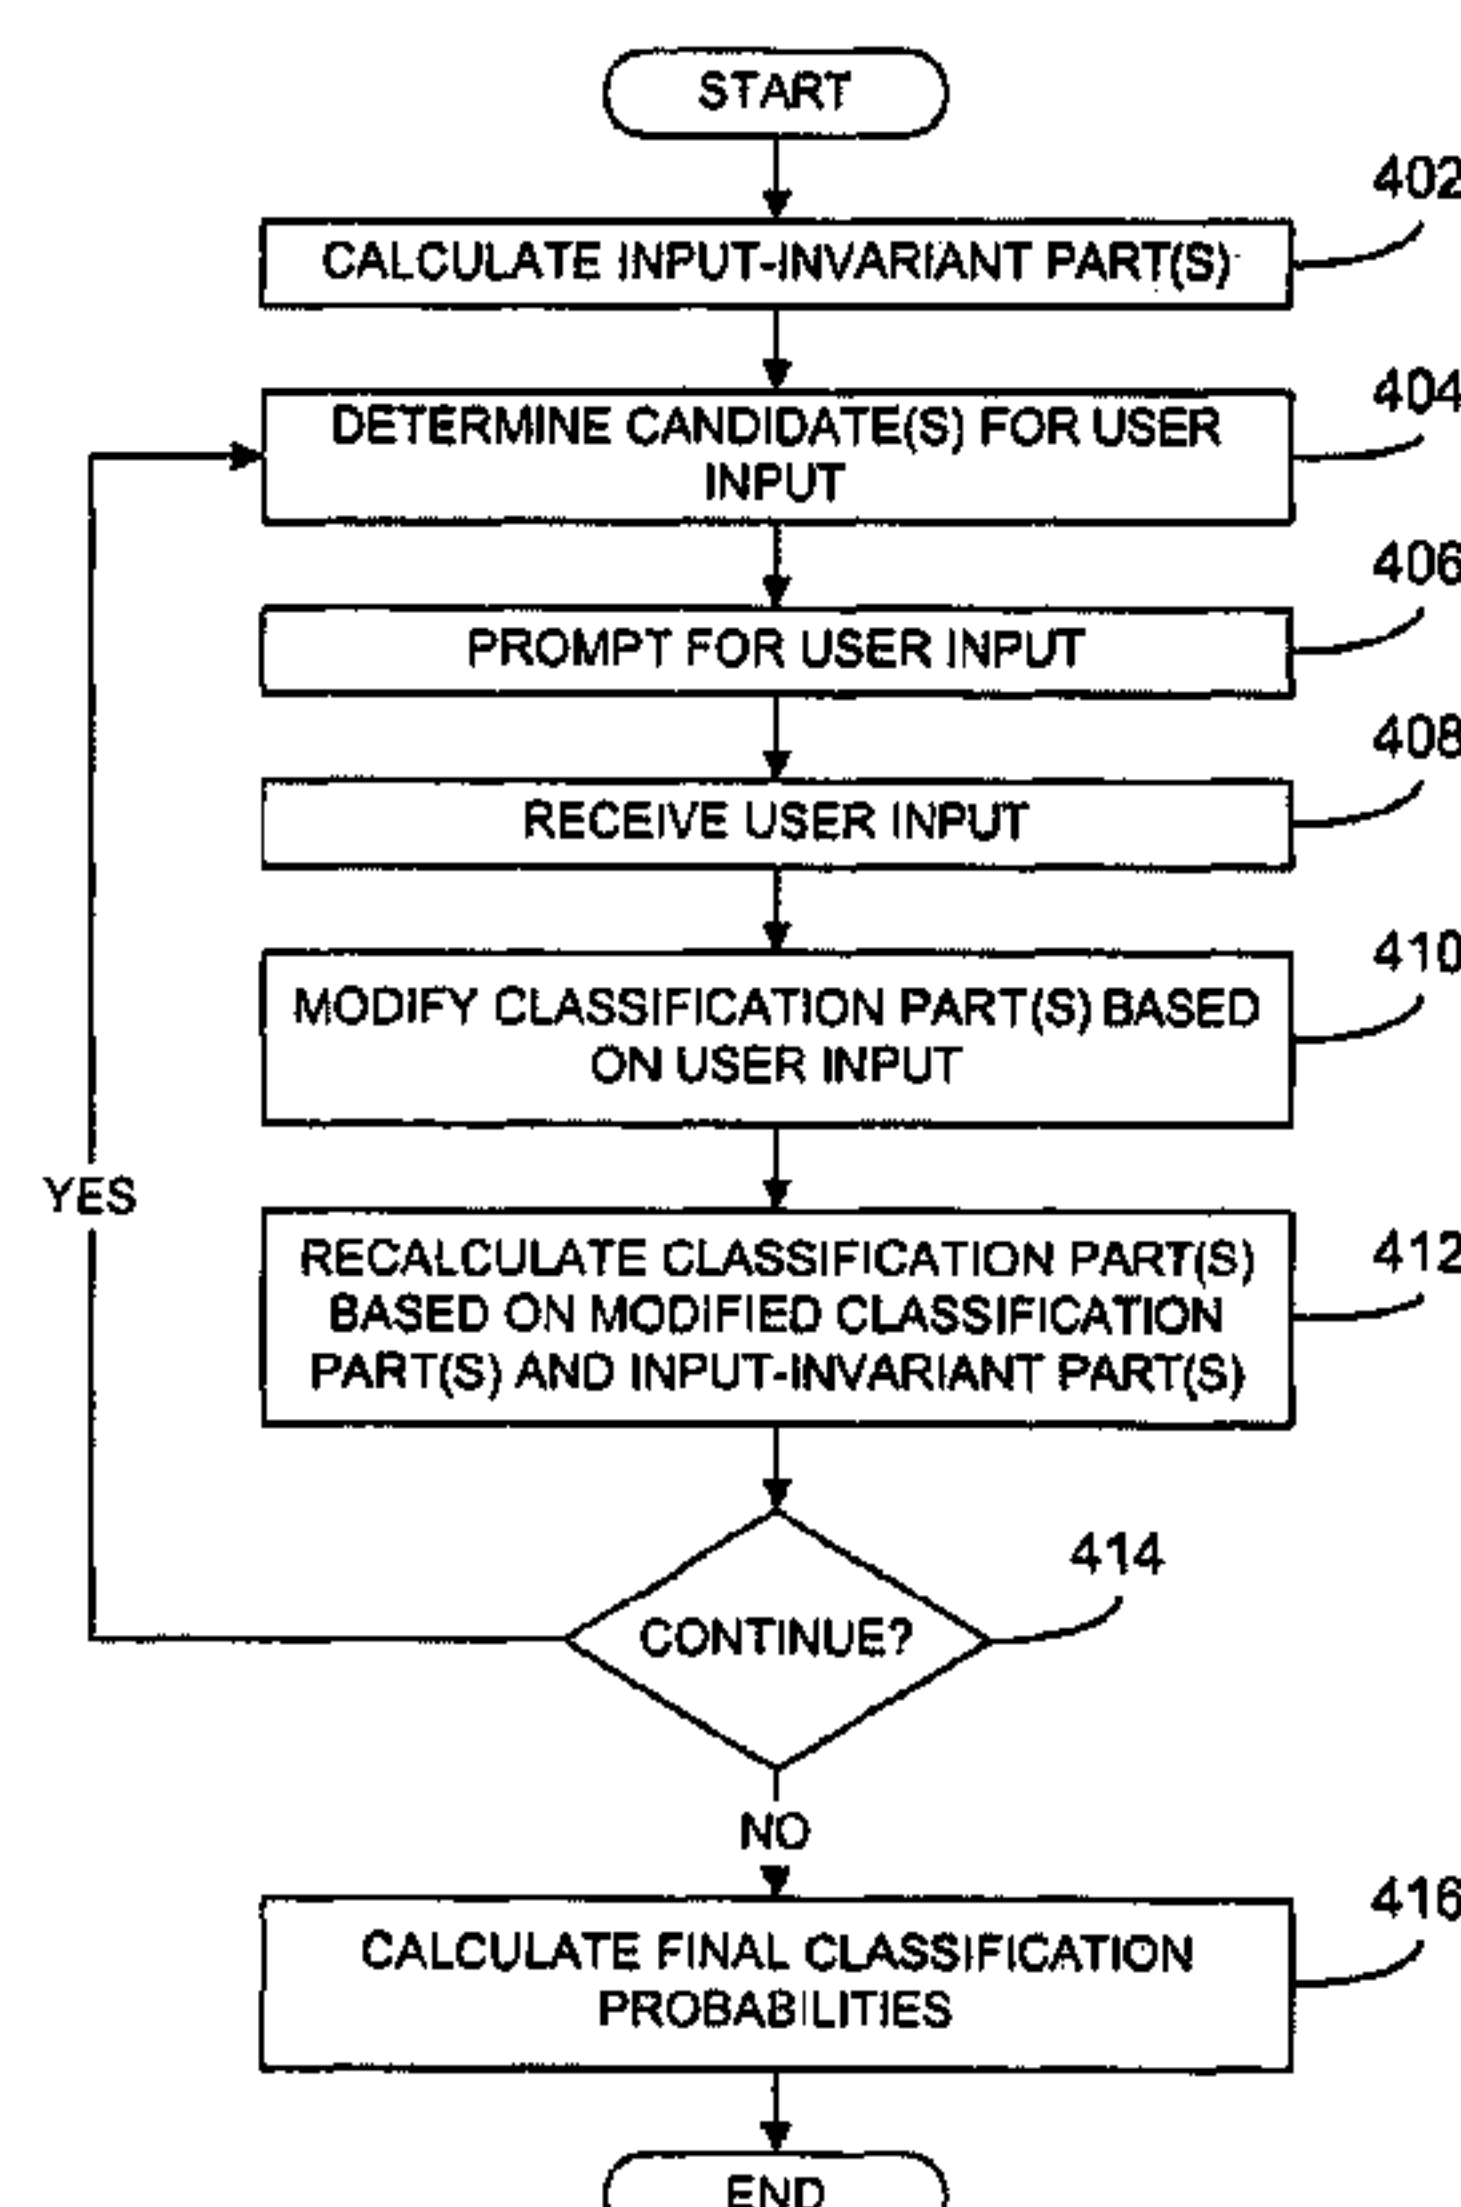 START
402
CALCULATE INPUT-INVARIANT PART(S)
404
DETERMINE CANDIDATE(S) FOR USER
INPUT
406
PROMPT FOR USER INPUT
408
RECEIVE USER INPUT
410
MODIFY CLASSIFICATION PART(S) BASED
ON USER INPUT
YES
412
RECALCULATE CLASSIFICATION PART(S)
BASED ON MODIFIED CLASSIFICATION
PART(S) AND INPUT-INVARIANT PART(S)
414
CONTINUE?
NO
416
CALCULATE FINAL CLASSIFICATION
PROBABILITIES
END